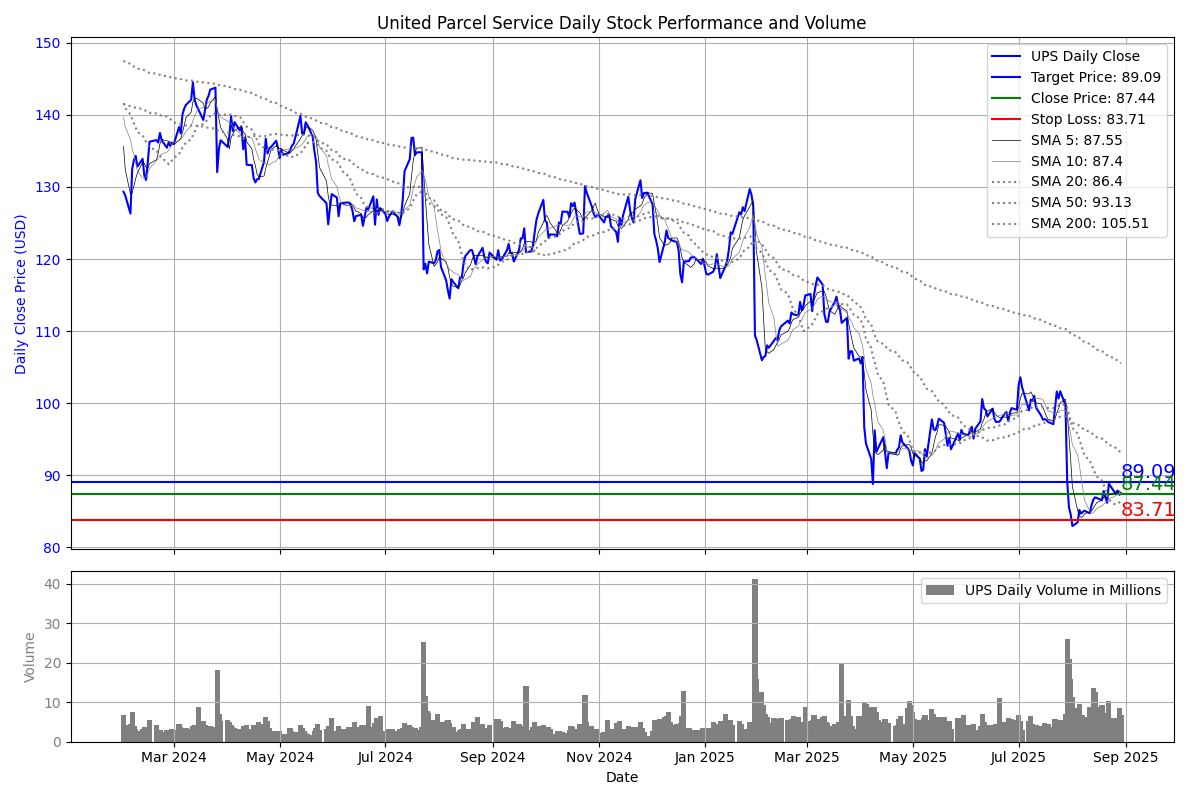 United Parcel Service Daily Stock Performance and Volume
Daily Close Price (USD)
150
140
130
120
110
100
90
80
UPS Daily Close
Target Price: 89.09
Close Price: 87.44
Stop Loss: 83.71
SMA 5: 87.55
SMA 10: 87.4
SMA 20: 86.4
SMA 50: 93.13
SMA 200: 105.51
89.09
87.44
83.71
Volume
40
30
20
10
0
UPS Daily Volume in Millions
Mar 2024
May 2024
Jul 2024
Sep 2024
Nov 2024
Jan 2025
Mar 2025
May 2025
Jul 2025
Sep 2025
Date